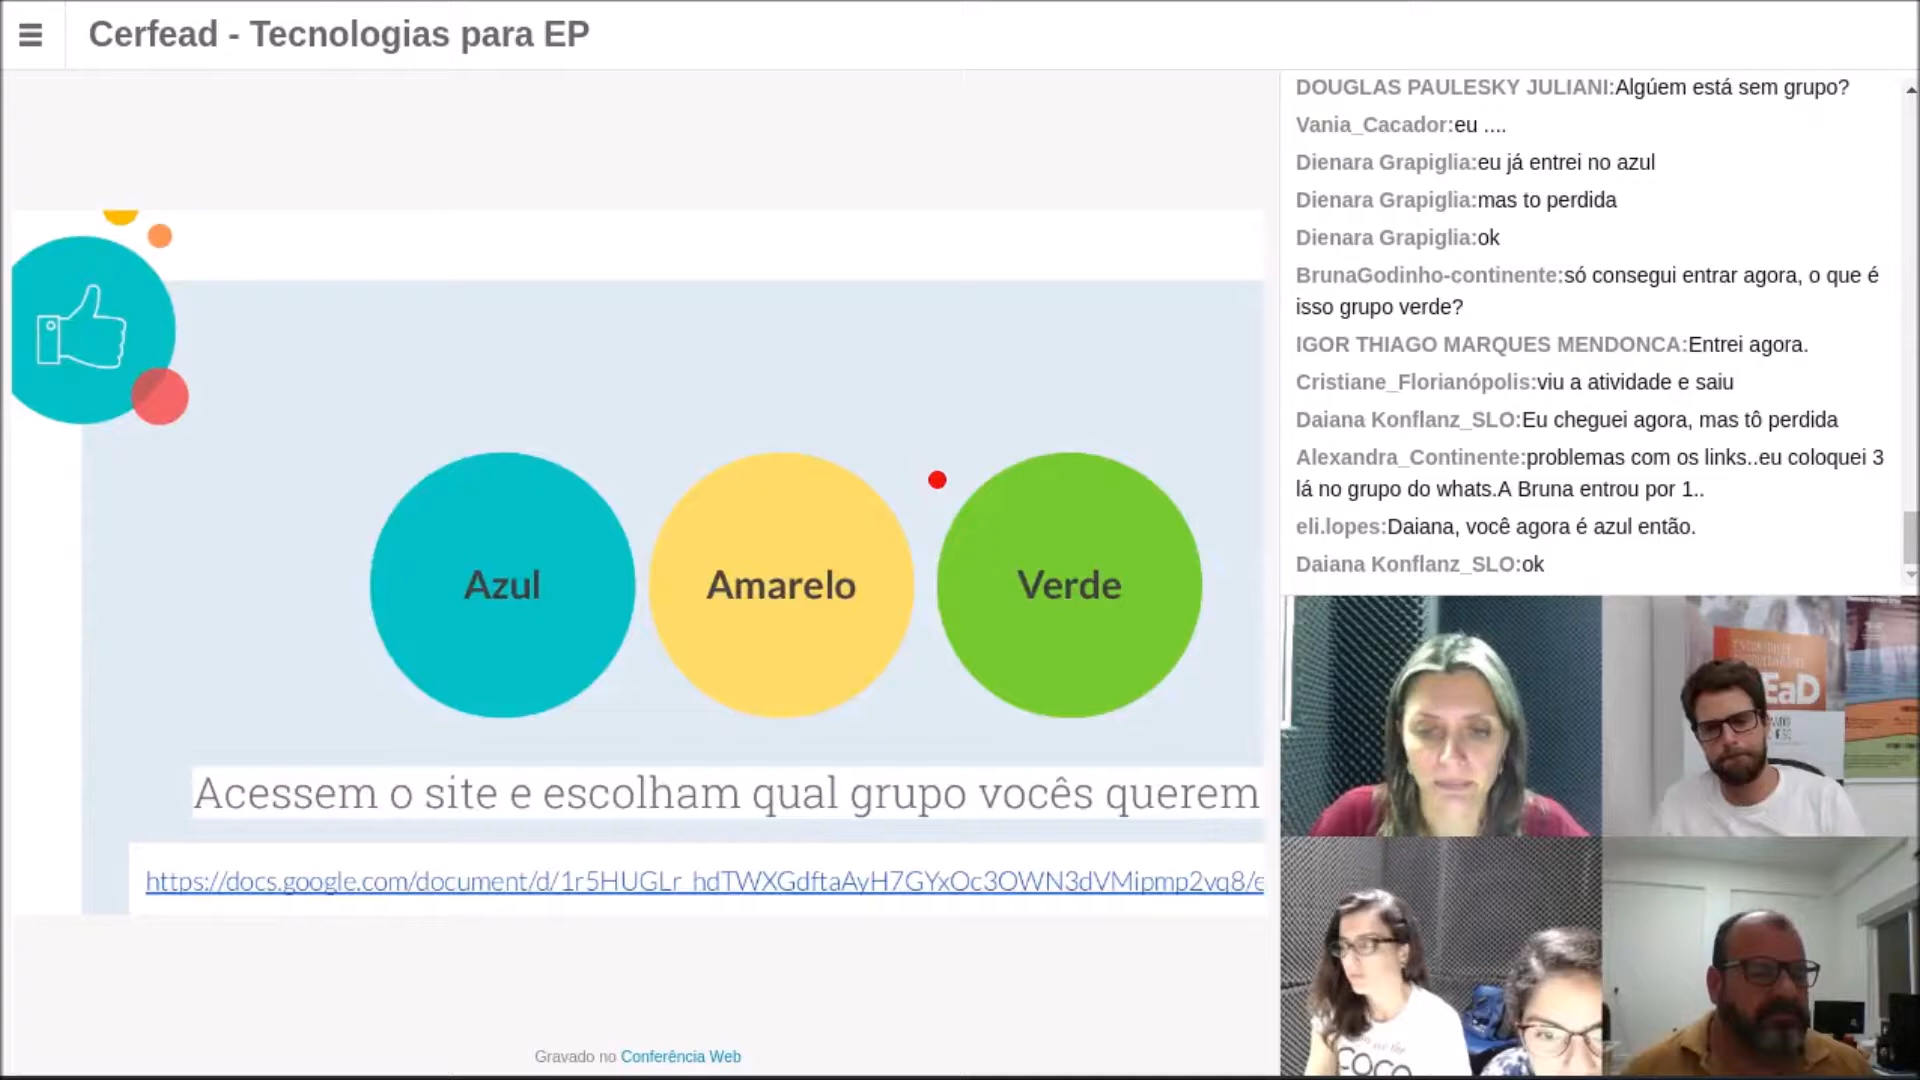 Cerfead - Tecnologias para EP
DOUGLAS PAULESKY JULIANI:Algúem está sem grupo?
Vania_Cacador:eu ....
Dienara Grapiglia:eu já entrei no azul
Dienara Grapiglia:mas to perdida
Dienara Grapiglia:ok
BrunaGodinho-continente:só consegui entrar agora, o que é
isso grupo verde?
IGOR THIAGO MARQUES MENDONCA:Entrei agora.
Cristiane_Florianópolis:viu a atividade e saiu
Daiana Konflanz_SLO:Eu cheguei agora, mas tô perdida
Alexandra_Continente:problemas com os links..eu coloquei 3
lá no grupo do whats.A Bruna entrou por 1..
eli.lopes:Daiana, você agora é azul então.
Daiana Konflanz_SLO:ok
Azul
Amarelo
Verde
Acessem o site e escolham qual grupo vocês querem
https://docs.google.com/document/d/1r5HUGLr_hdTWXGdftaAyH7GYxOc3OWN3dVMipmp2vq8/e
EaD
COCO
Gravado no Conferência Web